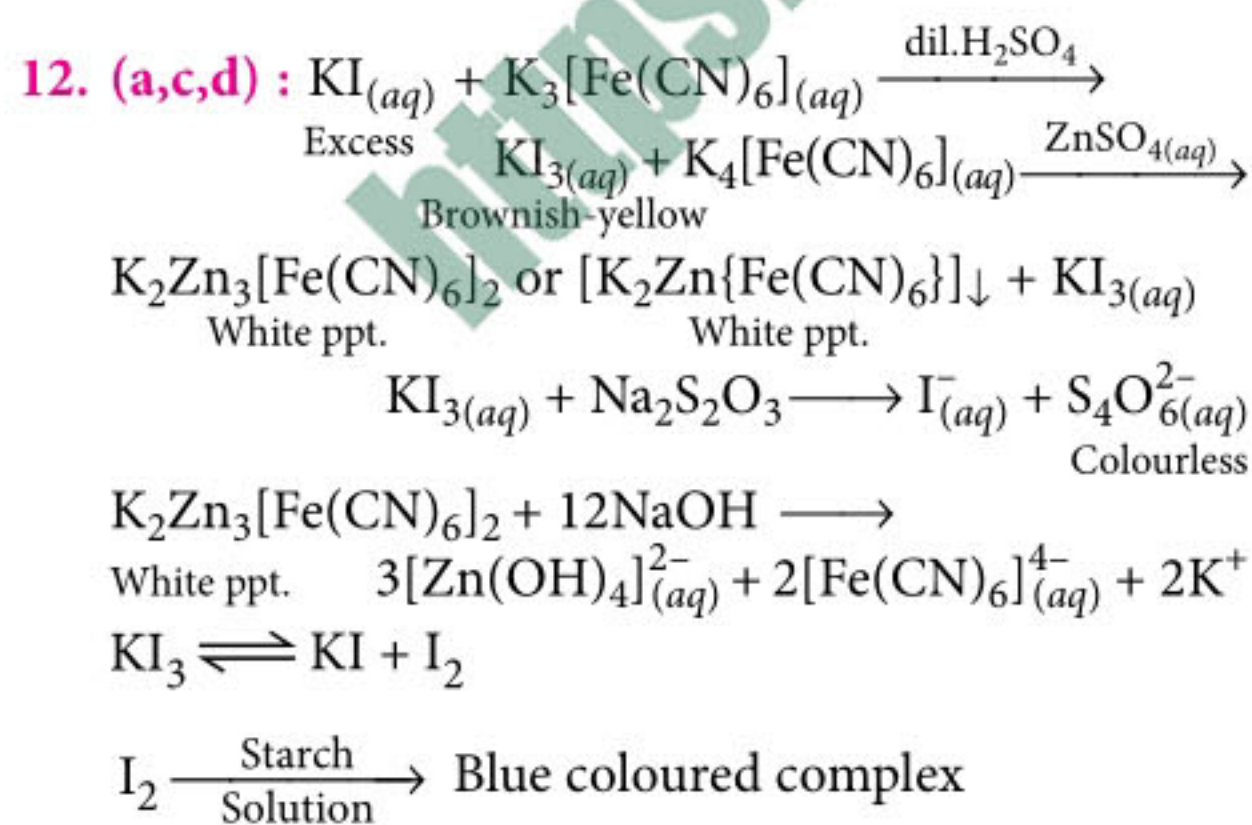 12. (a,c,d) : KI(aq) + K₃[Fe(CN)₆](aq) —dil.H₂SO₄→
Excess
KI₃(aq) + K₄[Fe(CN)₆](aq) —ZnSO₄(aq)→
Brownish-yellow
K₂Zn₃[Fe(CN)₆]₂ or [K₂Zn{Fe(CN)₆}]↓ + KI₃(aq)
White ppt. White ppt.
KI₃(aq) + Na₂S₂O₃ ⟶ I⁻(aq) + S₄O₆²⁻(aq)
Colourless
K₂Zn₃[Fe(CN)₆]₂ + 12NaOH ⟶
White ppt. 3[Zn(OH)₄]²⁻(aq) + 2[Fe(CN)₆]⁴⁻(aq) + 2K⁺
KI₃ ⇌ KI + I₂
I₂ —Starch Solution→ Blue coloured complex
https